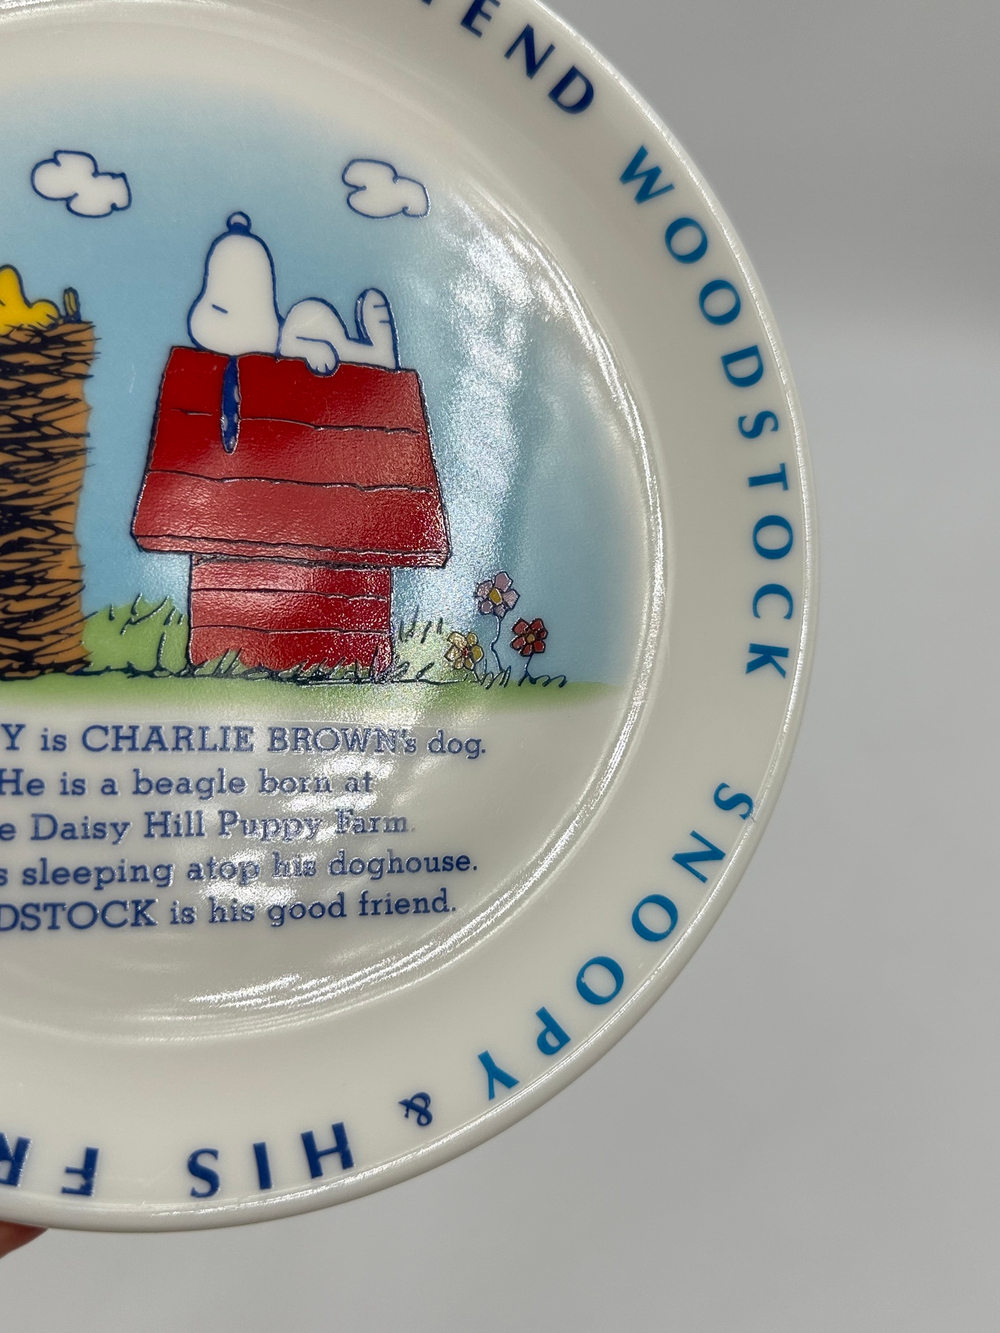 IEND WOODSTOCK SNOOPY & HIS FR
Y is CHARLIE BROWN's dog.
He is a beagle born at
e Daisy Hill Puppy Farm.
s sleeping atop his doghouse.
DSTOCK is his good friend.